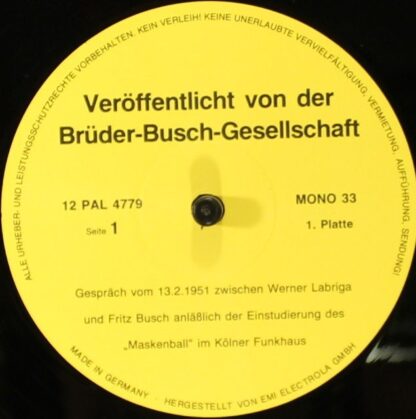 ALLE URHEBER- UND LEISTUNGSSCHUTZRECHTE VORBEHALTEN. KEIN VERLEIH! KEINE UNERLAUBTE VERVIELFÄLTIGUNG, VERMIETUNG, AUFFÜHRUNG, SENDUNG!
Veröffentlicht von der
Brüder-Busch-Gesellschaft
12 PAL 4779
MONO 33
Seite 1
1. Platte
Gespräch vom 13.2.1951 zwischen Werner Labriga
und Fritz Busch anläßlich der Einstudierung des
„Maskenball" im Kölner Funkhaus
MADE IN GERMANY · HERGESTELLT VON EMI ELECTROLA GMBH